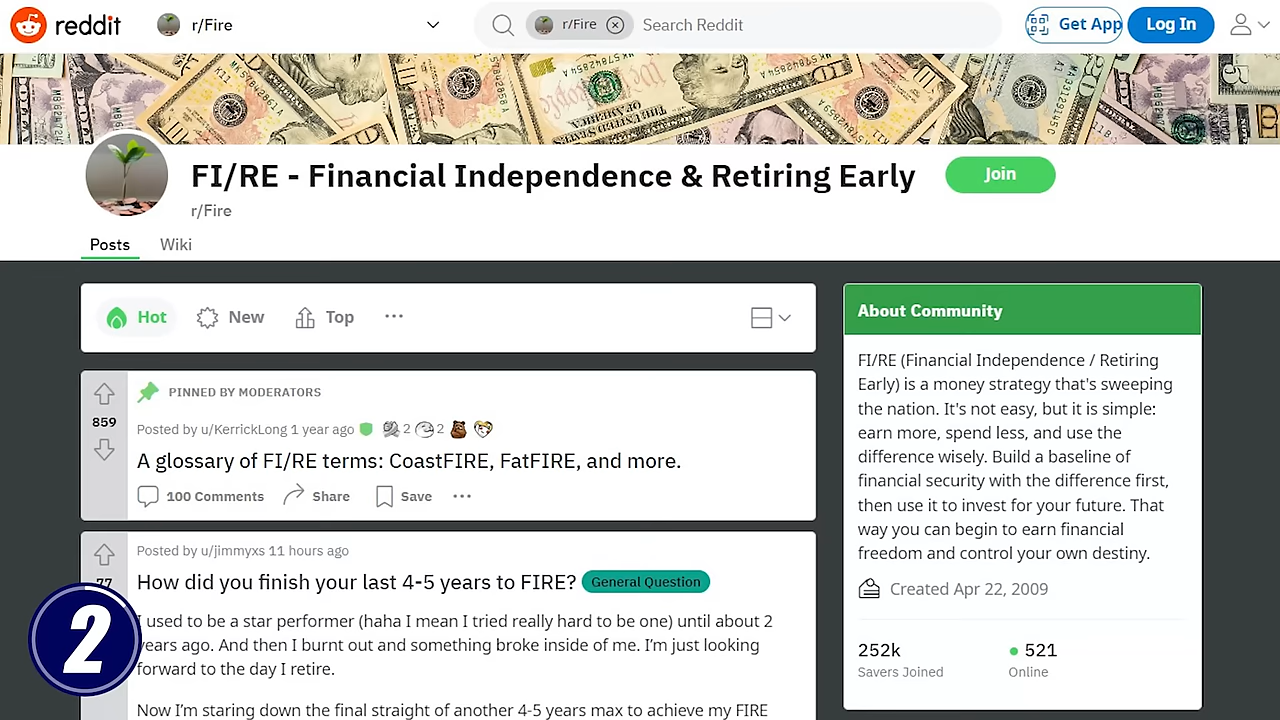 reddit
r/Fire
r/Fire
Search Reddit
Get App
Log In
FI/RE - Financial Independence & Retiring Early
Join
r/Fire
Posts
Wiki
Hot
New
Top
PINNED BY MODERATORS
859
Posted by u/KerrickLong 1 year ago
2
2
A glossary of FI/RE terms: CoastFIRE, FatFIRE, and more.
100 Comments
Share
Save
Posted by u/jimmyxs 11 hours ago
77
How did you finish your last 4-5 years to FIRE?
General Question
I used to be a star performer (haha I mean I tried really hard to be one) until about 2
years ago. And then I burnt out and something broke inside of me. I'm just looking
forward to the day I retire.
Now I'm staring down the final straight of another 4-5 years max to achieve my FIRE
2
About Community
FI/RE (Financial Independence / Retiring
Early) is a money strategy that's sweeping
the nation. It's not easy, but it is simple:
earn more, spend less, and use the
difference wisely. Build a baseline of
financial security with the difference first,
then use it to invest for your future. That
way you can begin to earn financial
freedom and control your own destiny.
Created Apr 22, 2009
252k
Savers Joined
521
Online